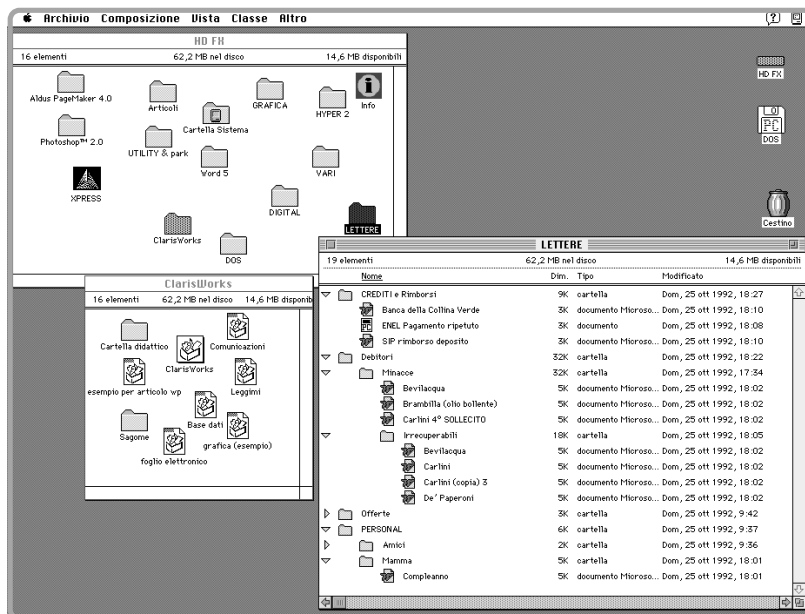 Archivio Composizione Vista Classe Altro
HD FX
16 elementi 62,2 MB nel disco 14,6 MB disponibili
Aldus PageMaker 4.0
Articoli
GRAFICA
HYPER 2
Info
Photoshop™ 2.0
Cartella Sistema
UTILITY & park
Word 5
VARI
XPRESS
DIGITAL
ClarisWorks
LETTERE
DOS
HD FX
PC
DOS
Cestino
ClarisWorks
16 elementi 62,2 MB nel disco 14,6 MB disponib
Cartella didattico
Comunicazioni
ClarisWorks
esempio per articolo wp
Leggimi
Base dati
Sagome
grafica (esempio)
foglio elettronico
LETTERE
19 elementi 62,2 MB nel disco 14,6 MB disponibili
Nome Dim. Tipo Modificato
CREDITI e Rimborsi 9K cartella Dom, 25 ott 1992, 18:27
Banca della Collina Verde 3K documento Microso... Dom, 25 ott 1992, 18:10
PC ENEL Pagamento ripetuto 3K documento Dom, 25 ott 1992, 18:08
SIP rimborso deposito 3K documento Microso... Dom, 25 ott 1992, 18:10
Debitori 32K cartella Dom, 25 ott 1992, 18:22
Minacce 32K cartella Dom, 25 ott 1992, 17:34
Bevilacqua 5K documento Microso... Dom, 25 ott 1992, 18:02
Brambilla (olio bollente) 5K documento Microso... Dom, 25 ott 1992, 18:02
Carlini 4° SOLLECITO 5K documento Microso... Dom, 25 ott 1992, 18:02
Irreouperabili 18K cartella Dom, 25 ott 1992, 18:05
Bevilacqua 5K documento Microso... Dom, 25 ott 1992, 18:02
Carlini 5K documento Microso... Dom, 25 ott 1992, 18:02
Carlini (copia) 3 5K documento Microso... Dom, 25 ott 1992, 18:02
De' Paperoni 5K documento Microso... Dom, 25 ott 1992, 18:02
Offerte 3K cartella Dom, 25 ott 1992, 9:42
PERSONAL 6K cartella Dom, 25 ott 1992, 9:37
Amici 2K cartella Dom, 25 ott 1992, 9:36
Mamma 5K cartella Dom, 25 ott 1992, 18:01
Compleanno 5K documento Microso... Dom, 25 ott 1992, 18:01